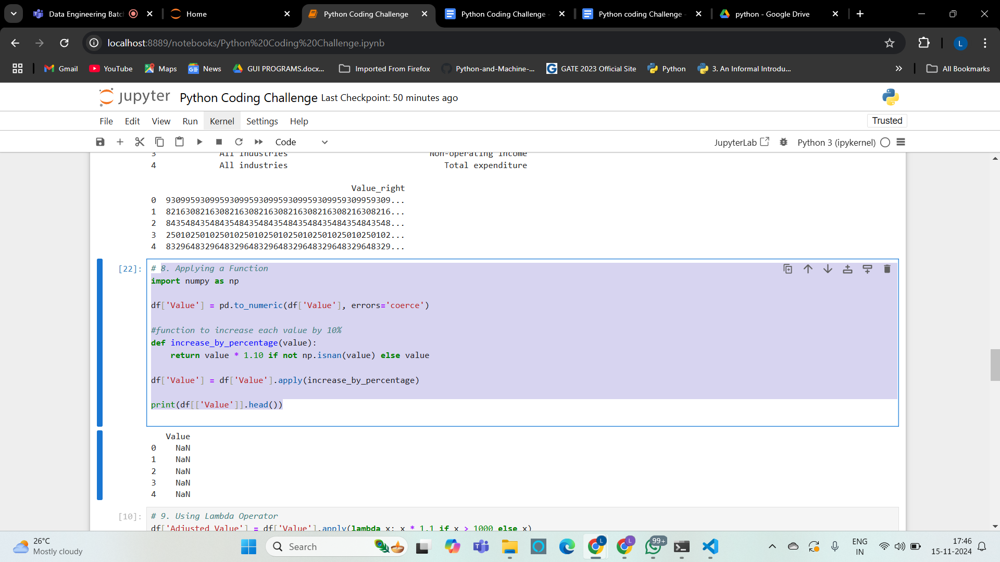 Data Engineering Batc
Home
Python Coding Challenge
Python Coding Challenge -
Python coding Challenge -
python - Google Drive
localhost:8889/notebooks/Python%20Coding%20Challenge.ipynb
L
Gmail
YouTube
Maps
News
GUI PROGRAMS.docx...
Imported From Firefox
Python-and-Machine-...
GATE 2023 Official Site
Python
3. An Informal Introdu...
All Bookmarks
jupyter Python Coding Challenge Last Checkpoint: 50 minutes ago
File Edit View Run Kernel Settings Help
Trusted
Code
JupyterLab
Python 3 (ipykernel)
3 All industries Non-operating income
4 All industries Total expenditure
Value_right
0 9309959309959309959309959309959309959309959309...
1 8216308216308216308216308216308216308216308216...
2 8435484354843548435484354843548435484354843548...
3 2501025010250102501025010250102501025010250102...
4 8329648329648329648329648329648329648329648329...
[22]:
# 8. Applying a Function
import numpy as np
df['Value'] = pd.to_numeric(df['Value'], errors='coerce')
#function to increase each value by 10%
def increase_by_percentage(value):
return value * 1.10 if not np.isnan(value) else value
df['Value'] = df['Value'].apply(increase_by_percentage)
print(df[['Value']].head())
Value
0 NaN
1 NaN
2 NaN
3 NaN
4 NaN
[10]:
# 9. Using Lambda Operator
df['Adjusted Value'] = df['Value'].apply(lambda x: x * 1.1 if x > 1000 else x)
26°C
Mostly cloudy
Search
L
L
99+
ENG
IN
17:46
15-11-2024